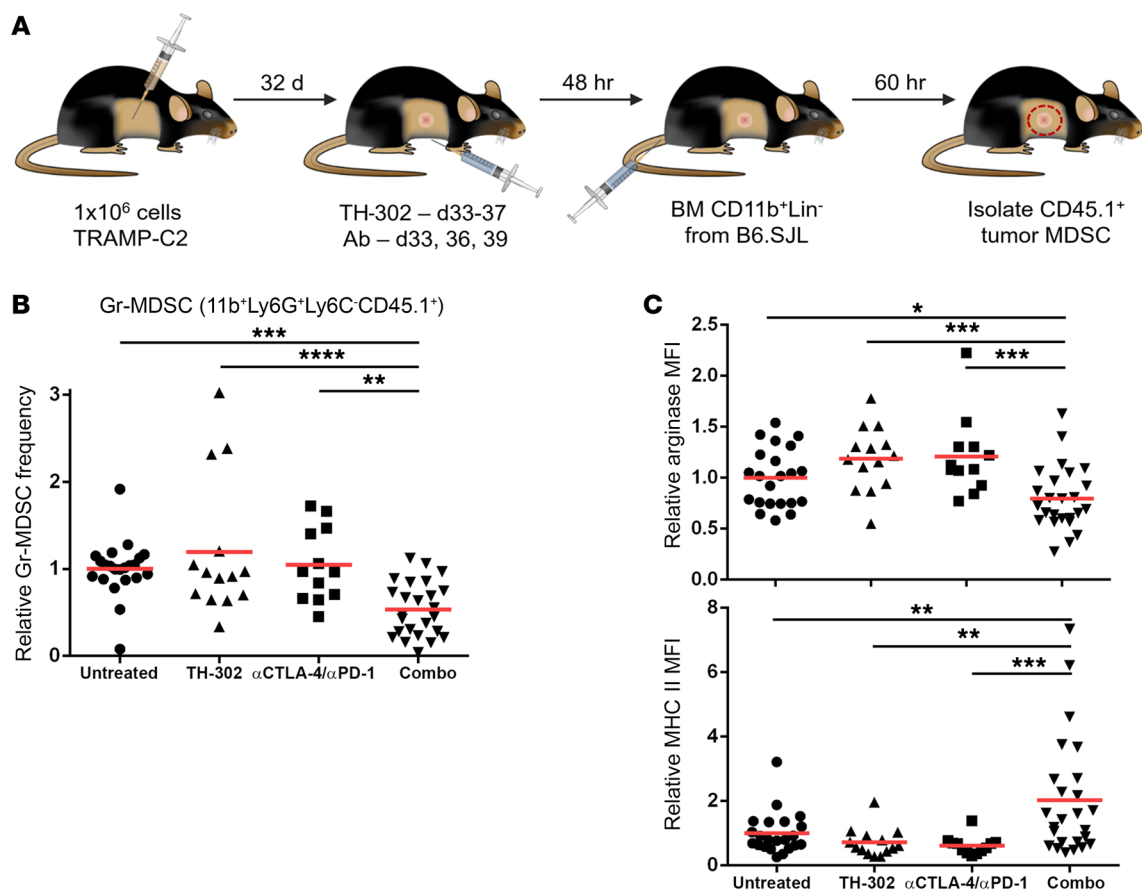 A
32 d
48 hr
60 hr
1x10⁶ cells
TRAMP-C2
TH-302 – d33-37
Ab – d33, 36, 39
BM CD11b⁺Lin⁻
from B6.SJL
Isolate CD45.1⁺
tumor MDSC
B
Gr-MDSC (11b⁺Ly6G⁺Ly6C⁻CD45.1⁺)
***
****
**
Relative Gr-MDSC frequency
3
2
1
0
Untreated
TH-302
αCTLA-4/αPD-1
Combo
C
*
***
***
Relative arginase MFI
2.5
2.0
1.5
1.0
0.5
0.0
**
**
***
Relative MHC II MFI
8
6
4
2
0
Untreated
TH-302
αCTLA-4/αPD-1
Combo